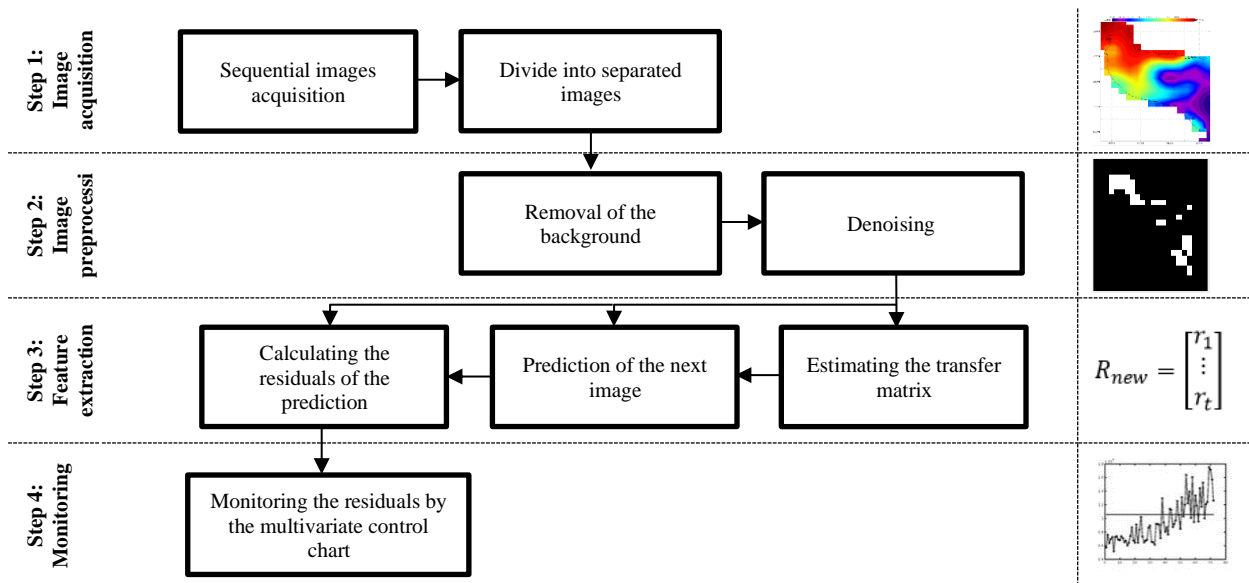 Step 1:
Image
acquisition
Sequential images
acquisition
Divide into separated
images
Step 2:
Image
preprocessi
Removal of the
background
Denoising
Step 3:
Feature
extraction
Calculating the
residuals of the
prediction
Prediction of the next
image
Estimating the transfer
matrix
R_new = [r_1 ⋮ r_t]
Step 4:
Monitoring
Monitoring the residuals by
the multivariate control
chart